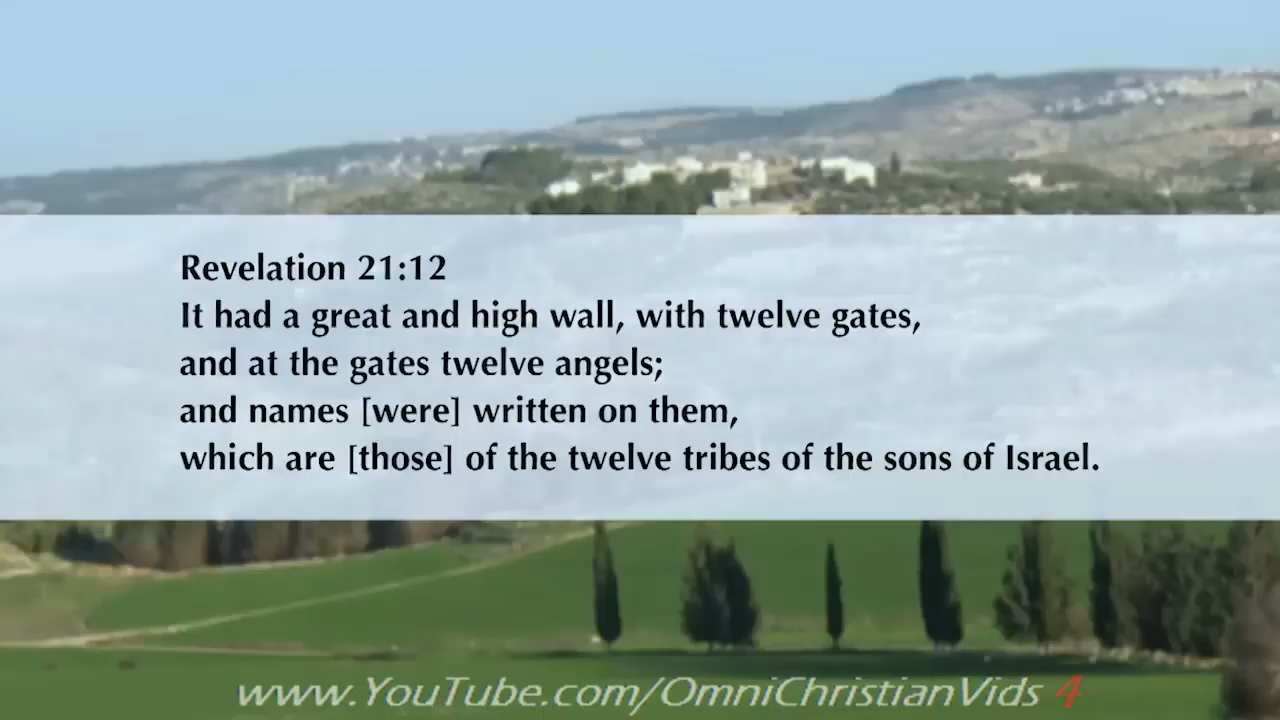 Revelation 21:12
It had a great and high wall, with twelve gates,
and at the gates twelve angels;
and names [were] written on them,
which are [those] of the twelve tribes of the sons of Israel.
www.YouTube.com/OmniChristianVids 4